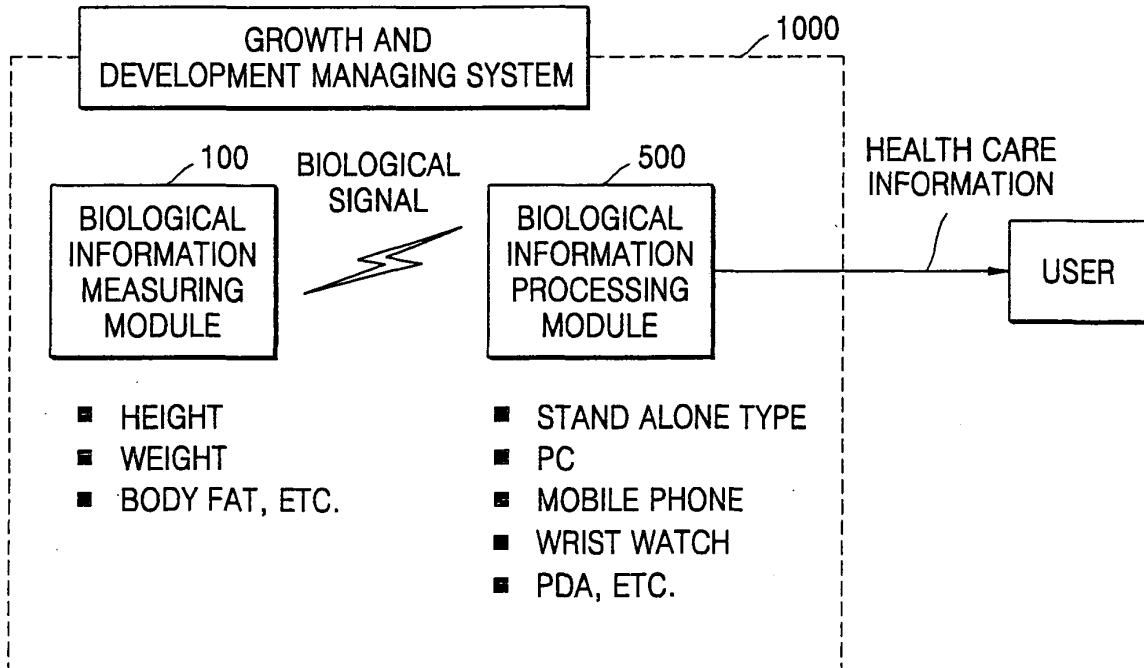 GROWTH AND
DEVELOPMENT MANAGING SYSTEM
1000
100
BIOLOGICAL
SIGNAL
500
HEALTH CARE
INFORMATION
BIOLOGICAL
INFORMATION
MEASURING
MODULE
BIOLOGICAL
INFORMATION
PROCESSING
MODULE
USER
■ HEIGHT
■ WEIGHT
■ BODY FAT, ETC.
■ STAND ALONE TYPE
■ PC
■ MOBILE PHONE
■ WRIST WATCH
■ PDA, ETC.